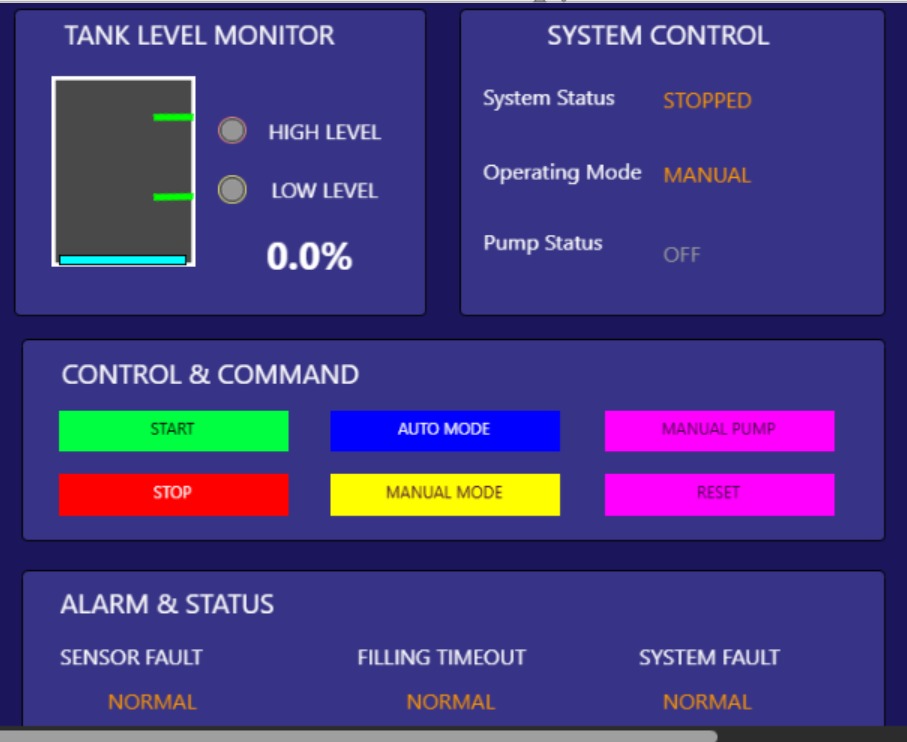 TANK LEVEL MONITOR
HIGH LEVEL
LOW LEVEL
0.0%
SYSTEM CONTROL
System Status STOPPED
Operating Mode MANUAL
Pump Status OFF
CONTROL & COMMAND
START AUTO MODE MANUAL PUMP
STOP MANUAL MODE RESET
ALARM & STATUS
SENSOR FAULT FILLING TIMEOUT SYSTEM FAULT
NORMAL NORMAL NORMAL